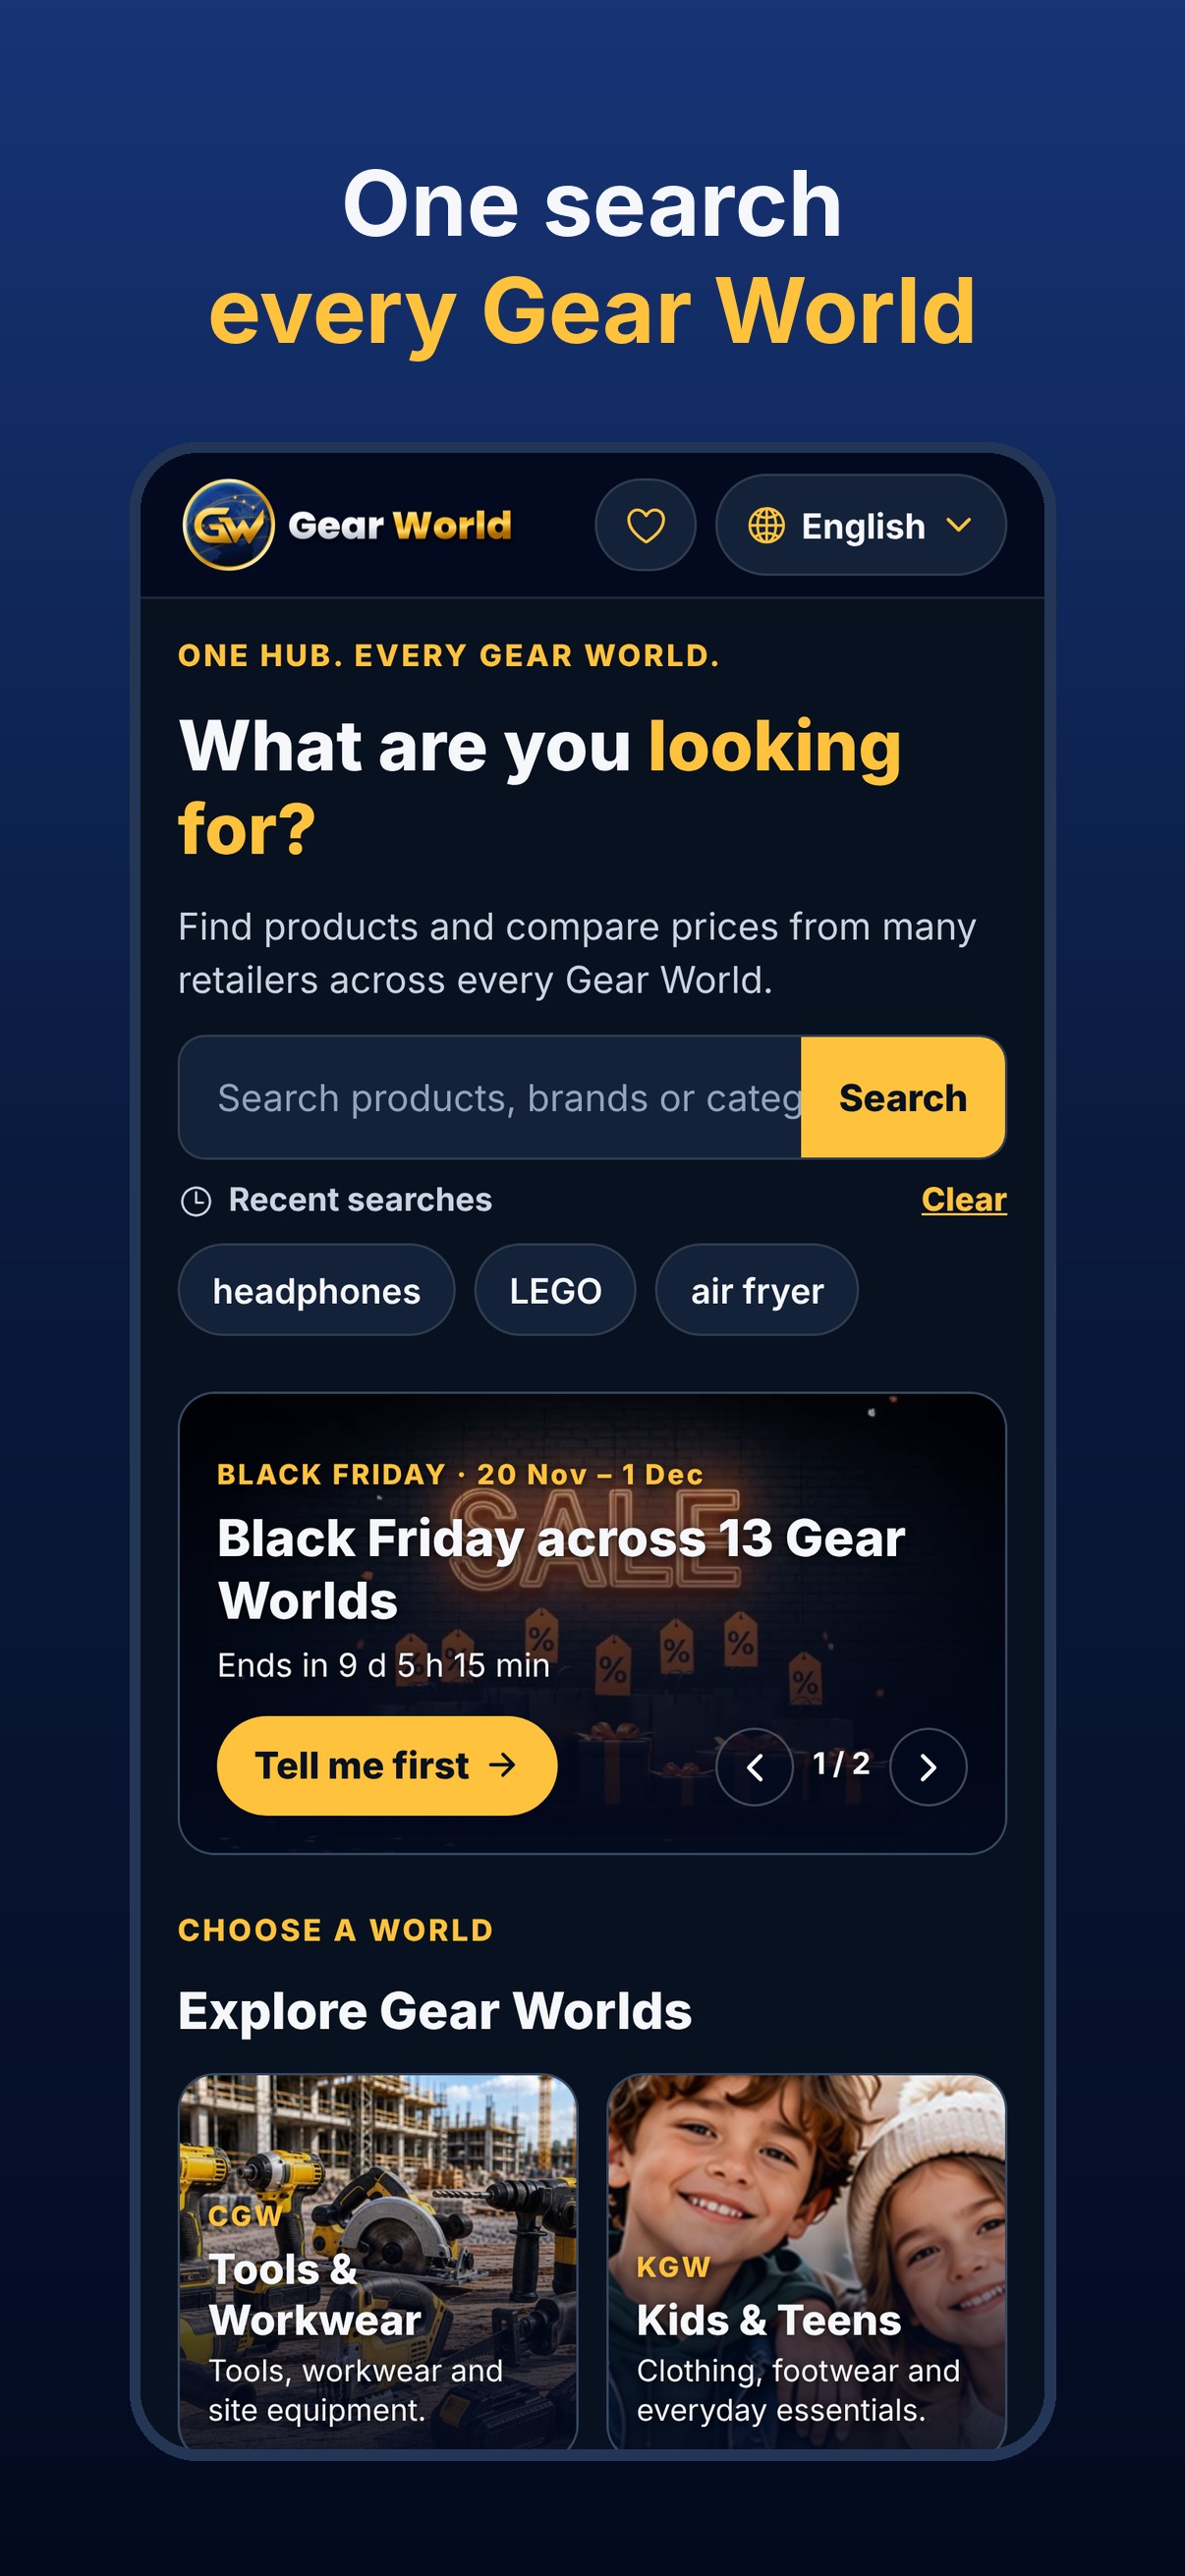 One search
every Gear World
GW Gear World
English
ONE HUB. EVERY GEAR WORLD.
What are you looking
for?
Find products and compare prices from many
retailers across every Gear World.
Search products, brands or categ
Search
Recent searches
Clear
headphones
LEGO
air fryer
BLACK FRIDAY · 20 Nov – 1 Dec
SALE
Black Friday across 13 Gear
Worlds
Ends in 9 d 5 h 15 min
% % % % % % %
Tell me first →
1 / 2
CHOOSE A WORLD
Explore Gear Worlds
CGW
Tools &
Workwear
Tools, workwear and
site equipment.
KGW
Kids & Teens
Clothing, footwear and
everyday essentials.